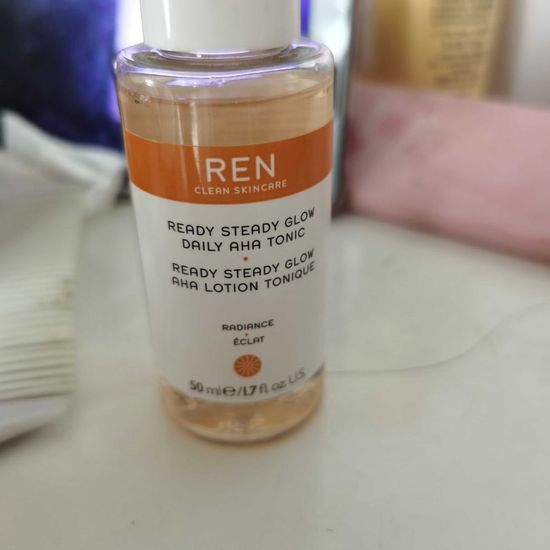 REN
CLEAN SKINCARE
READY STEADY GLOW
DAILY AHA TONIC
READY STEADY GLOW
AHA LOTION TONIQUE
RADIANCE
ÉCLAT
50 ml℮/1.7 fl. oz. U.S.